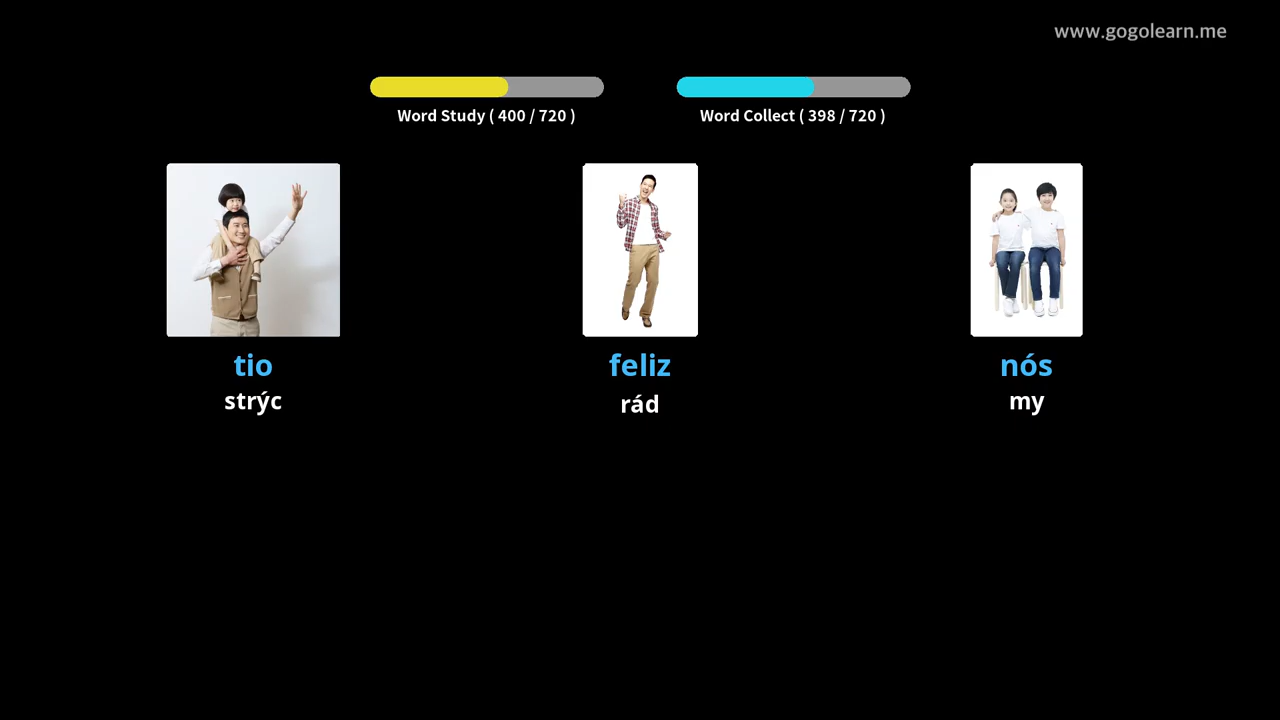 www.gogolearn.me
Word Study ( 400 / 720 )
Word Collect ( 398 / 720 )
tio
strýc
feliz
rád
nós
my